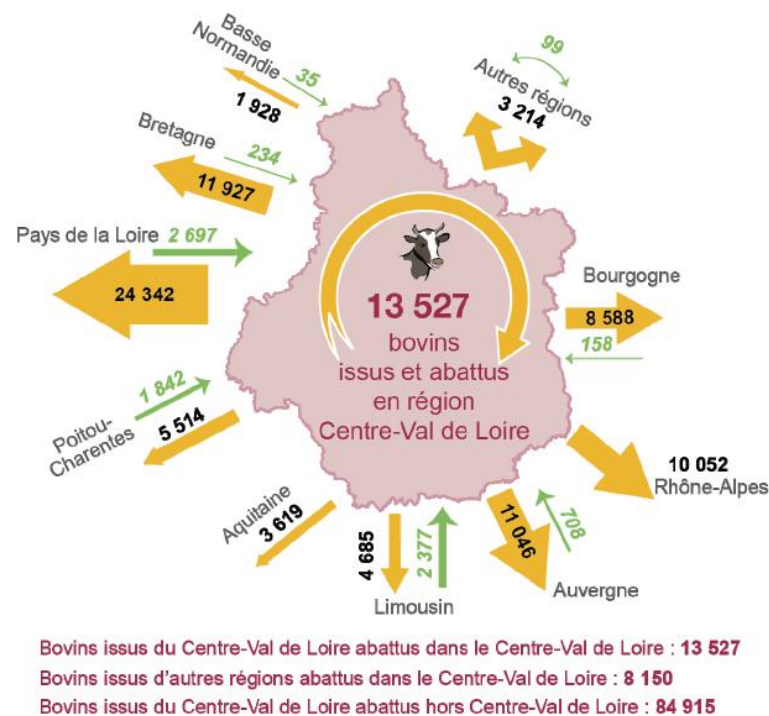 Basse
Normandie
35
1 928
99
Autres régions
3 214
Bretagne
234
11 927
Pays de la Loire
2 697
24 342
Bourgogne
8 588
158
13 527
bovins
issus et abattus
en région
Centre-Val de Loire
1 842
Poitou-
Charentes
5 514
10 052
Rhône-Alpes
Aquitaine
3 619
4 685
2 377
Limousin
11 046
708
Auvergne
Bovins issus du Centre-Val de Loire abattus dans le Centre-Val de Loire : 13 527
Bovins issus d'autres régions abattus dans le Centre-Val de Loire : 8 150
Bovins issus du Centre-Val de Loire abattus hors Centre-Val de Loire : 84 915